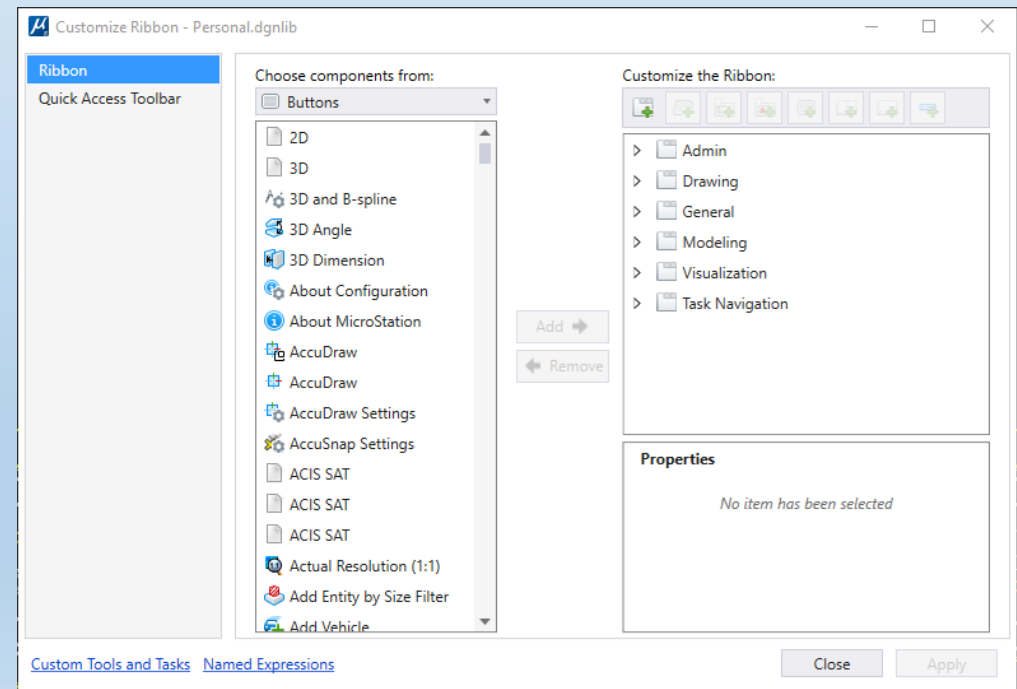 Customize Ribbon - Personal.dgnlib
Ribbon
Quick Access Toolbar
Choose components from:
Buttons
2D
3D
3D and B-spline
3D Angle
3D Dimension
About Configuration
About MicroStation
AccuDraw
AccuDraw
AccuDraw Settings
AccuSnap Settings
ACIS SAT
ACIS SAT
ACIS SAT
Actual Resolution (1:1)
Add Entity by Size Filter
Add Vehicle
Add
Remove
Customize the Ribbon:
Admin
Drawing
General
Modeling
Visualization
Task Navigation
Properties
No item has been selected
Custom Tools and Tasks Named Expressions
Close Apply